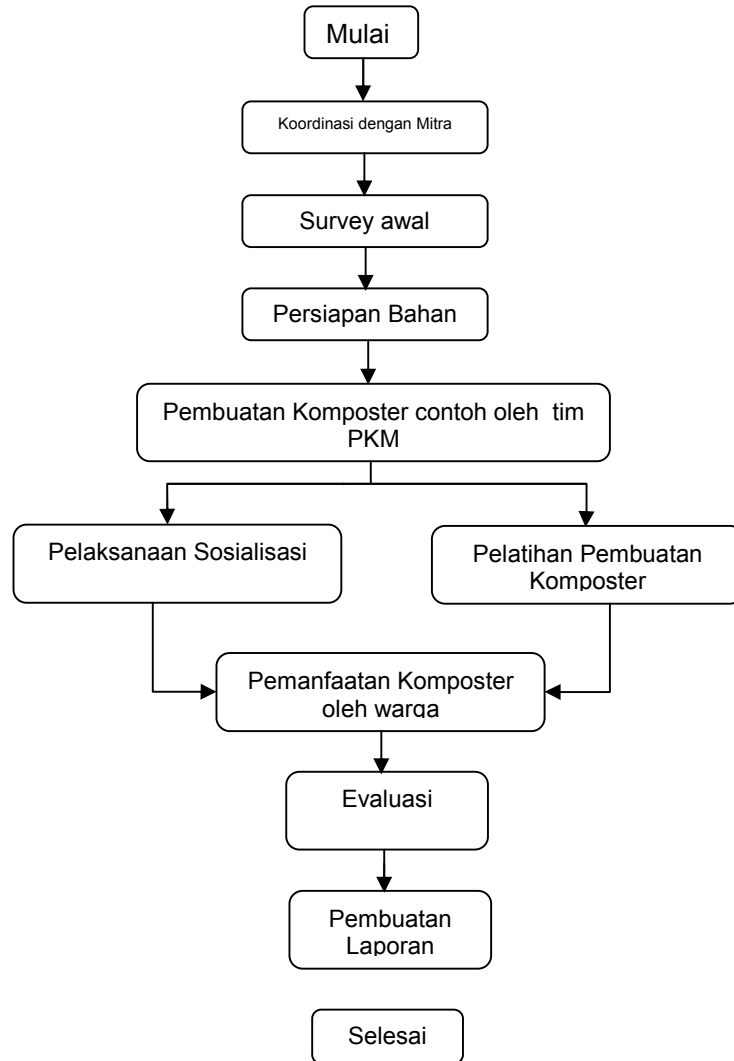 Mulai
Koordinasi dengan Mitra
Survey awal
Persiapan Bahan
Pembuatan Komposter contoh oleh tim
PKM
Pelaksanaan Sosialisasi
Pelatihan Pembuatan
Komposter
Pemanfaatan Komposter
oleh warga
Evaluasi
Pembuatan
Laporan
Selesai